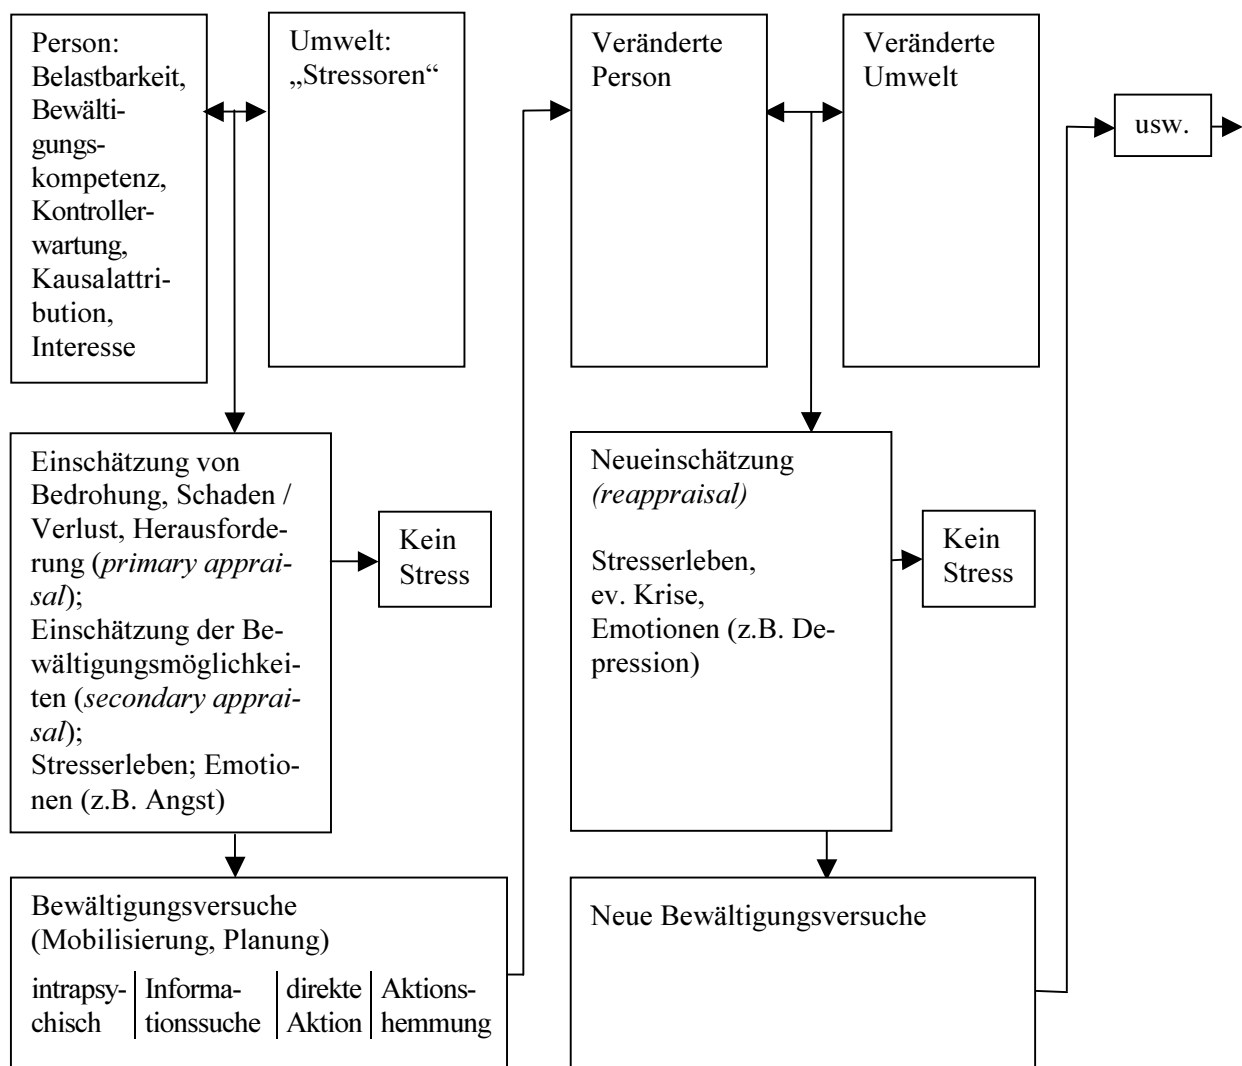 Person:
Belastbarkeit,
Bewälti-
gungs-
kompetenz,
Kontroller-
wartung,
Kausalattri-
bution,
Interesse
Umwelt:
„Stressoren“
Veränderte
Person
Veränderte
Umwelt
usw.
Einschätzung von
Bedrohung, Schaden /
Verlust, Herausforde-
rung (primary apprai-
sal);
Einschätzung der Be-
wältigungsmöglichkei-
ten (secondary apprai-
sal);
Stresserleben; Emotio-
nen (z.B. Angst)
Kein
Stress
Neueinschätzung
(reappraisal)
Stresserleben,
ev. Krise,
Emotionen (z.B. De-
pression)
Kein
Stress
Bewältigungsversuche
(Mobilisierung, Planung)
intrapsy-
chisch
Informa-
tionssuche
direkte
Aktion
Aktions-
hemmung
Neue Bewältigungsversuche